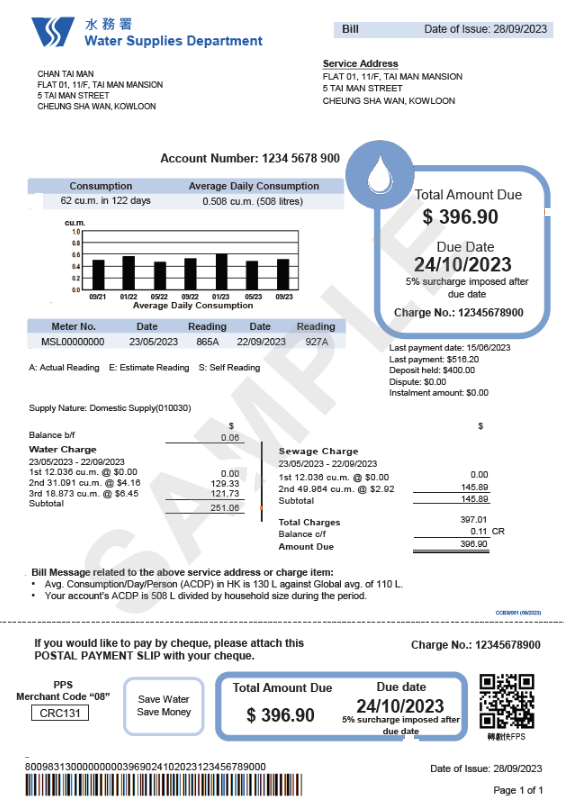 水務署
Water Supplies Department
Bill Date of Issue: 28/09/2023
CHAN TAI MAN
FLAT 01, 11/F, TAI MAN MANSION
5 TAI MAN STREET
CHEUNG SHA WAN, KOWLOON
Service Address
FLAT 01, 11/F, TAI MAN MANSION
5 TAI MAN STREET
CHEUNG SHA WAN, KOWLOON
Account Number: 1234 5678 900
Consumption Average Daily Consumption
62 cu.m. in 122 days 0.508 cu.m. (508 litres)
Total Amount Due
$ 396.90
Due Date
24/10/2023
5% surcharge imposed after
due date
Charge No.: 12345678900
cu.m.
1.0
0.8
0.6
0.4
0.2
0.0
09/21 01/22 05/22 09/22 01/23 05/23 09/23
Average Daily Consumption
Meter No. Date Reading Date Reading
MSL00000000 23/05/2023 865A 22/09/2023 927A
A: Actual Reading E: Estimate Reading S: Self Reading
Last payment date: 15/06/2023
Last payment: $516.20
Deposit held: $400.00
Dispute: $0.00
Instalment amount: $0.00
Supply Nature: Domestic Supply(010030)
$
Balance b/f 0.06
Water Charge
23/05/2023 - 22/09/2023
1st 12.036 cu.m. @ $0.00 0.00
2nd 31.091 cu.m. @ $4.16 129.33
3rd 18.873 cu.m. @ $6.45 121.73
Subtotal 251.06
$
Sewage Charge
23/05/2023 - 22/09/2023
1st 12.036 cu.m. @ $0.00 0.00
2nd 49.964 cu.m. @ $2.92 145.89
Subtotal 145.89
Total Charges 397.01
Balance c/f 0.11 CR
Amount Due 396.90
SAMPLE
Bill Message related to the above service address or charge item:
• Avg. Consumption/Day/Person (ACDP) in HK is 130 L against Global avg. of 110 L.
• Your account's ACDP is 508 L divided by household size during the period.
CCBS/001 (09/2023)
If you would like to pay by cheque, please attach this
POSTAL PAYMENT SLIP with your cheque.
Charge No.: 12345678900
PPS
Merchant Code “08”
CRC131
Save Water
Save Money
Total Amount Due
$ 396.90
Due date
24/10/2023
5% surcharge imposed after
due date
轉數快FPS
8009831300000000039690241020231234567890​00
Date of Issue: 28/09/2023
Page 1 of 1